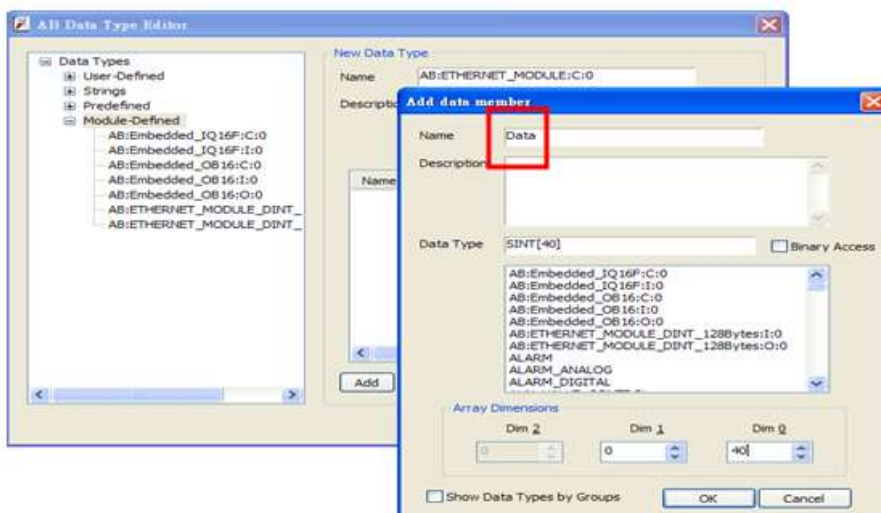 AB Data Type Editor
Data Types
User-Defined
Strings
Predefined
Module-Defined
AB:Embedded_IQ16F:C:0
AB:Embedded_IQ16F:I:0
AB:Embedded_OB16:C:0
AB:Embedded_OB16:I:0
AB:Embedded_OB16:O:0
AB:ETHERNET_MODULE_DINT_
AB:ETHERNET_MODULE_DINT_
New Data Type
Name AB:ETHERNET_MODULE:C:0
Name
Add
Add data member
Name Data
Description
Data Type SINT[40] Binary Access
AB:Embedded_IQ16F:C:0
AB:Embedded_IQ16F:I:0
AB:Embedded_OB16:C:0
AB:Embedded_OB16:I:0
AB:Embedded_OB16:O:0
AB:ETHERNET_MODULE_DINT_128Bytes:I:0
AB:ETHERNET_MODULE_DINT_128Bytes:O:0
ALARM
ALARM_ANALOG
ALARM_DIGITAL
Array Dimensions
Dim 2 Dim 1 Dim 0
0 0 40
Show Data Types by Groups OK Cancel